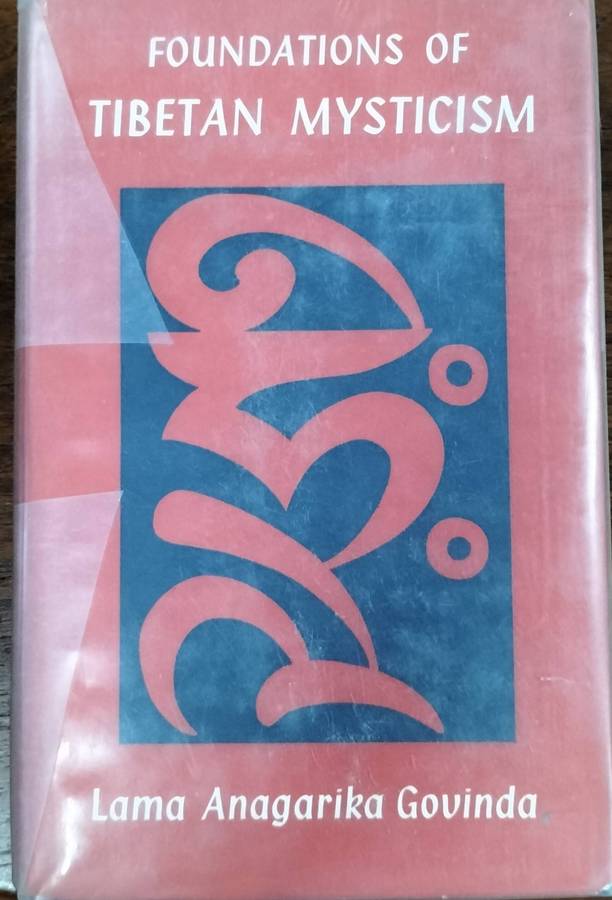 FOUNDATIONS OF
TIBETAN MYSTICISM
ཧྲཱིཿ
Lama Anagarika Govinda